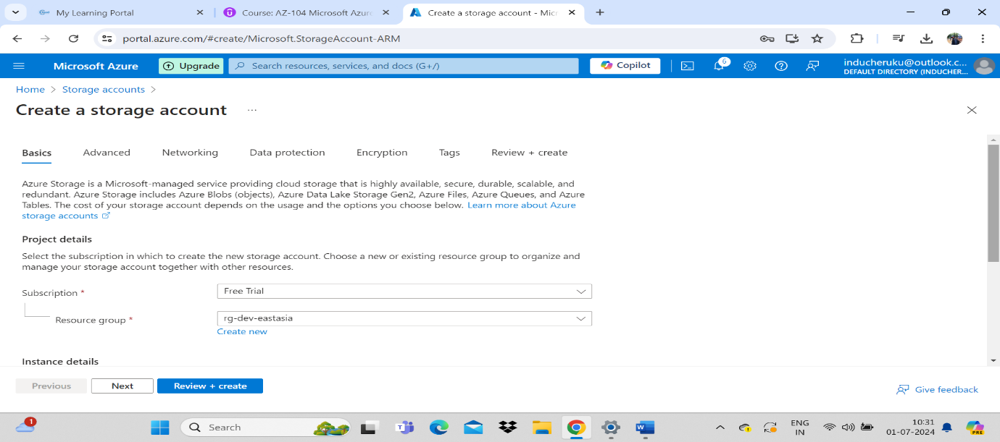 My Learning Portal
Course: AZ-104 Microsoft Azure
Create a storage account - Micr
portal.azure.com/#create/Microsoft.StorageAccount-ARM
Microsoft Azure
Upgrade
Search resources, services, and docs (G+/)
Copilot
6
inducheruku@outlook.c...
DEFAULT DIRECTORY (INDUCHER...
Home > Storage accounts >
Create a storage account ...
Basics Advanced Networking Data protection Encryption Tags Review + create
Azure Storage is a Microsoft-managed service providing cloud storage that is highly available, secure, durable, scalable, and
redundant. Azure Storage includes Azure Blobs (objects), Azure Data Lake Storage Gen2, Azure Files, Azure Queues, and Azure
Tables. The cost of your storage account depends on the usage and the options you choose below. Learn more about Azure
storage accounts
Project details
Select the subscription in which to create the new storage account. Choose a new or existing resource group to organize and
manage your storage account together with other resources.
Subscription * Free Trial
Resource group * rg-dev-eastasia
Create new
Instance details
Previous Next Review + create
Give feedback
1
Search
ENG
IN
10:31
01-07-2024
PRE